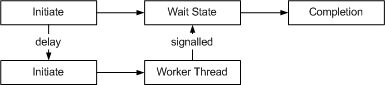 Initiate
Wait State
Completion
delay
signalled
Initiate
Worker Thread